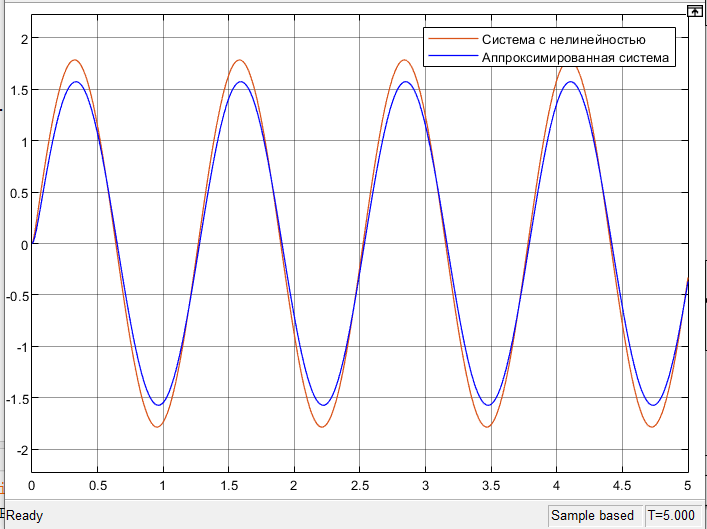 Система с нелинейностью
Аппроксимированная система
2
1.5
1
0.5
0
-0.5
-1
-1.5
-2
0 0.5 1 1.5 2 2.5 3 3.5 4 4.5 5
Ready Sample based T=5.000